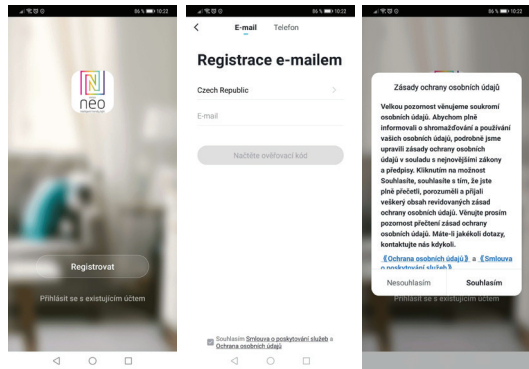 86 % 10:22
neo
Registrovat
Přihlásit se s existujícím účtem
86 % 10:22
E-mail Telefon
Registrace e-mailem
Czech Republic
E-mail
Načtěte ověřovací kód
Souhlasím Smlouva o poskytování služeb a
Ochrana osobních údajů
86 % 10:22
Zásady ochrany osobních údajů
Velkou pozornost věnujeme soukromí
osobních údajů. Abychom plně
informovali o shromažďování a používání
vašich osobních údajů, podrobně jsme
upravili zásady ochrany osobních
údajů v souladu s nejnovějšími zákony
a předpisy. Kliknutím na možnost
Souhlasíte, souhlasíte s tím, že jste
plně přečetli, porozuměli a přijali
veškerý obsah revidovaných zásad
ochrany osobních údajů. Věnujte prosím
pozornost přečtení zásad ochrany
osobních údajů. Máte-li jakékoli dotazy,
kontaktujte nás kdykoli.
《Ochrana osobních údajů》 a 《Smlouva
o poskytování služeb》
Nesouhlasím Souhlasím
Přihlásit se s existujícím účtem